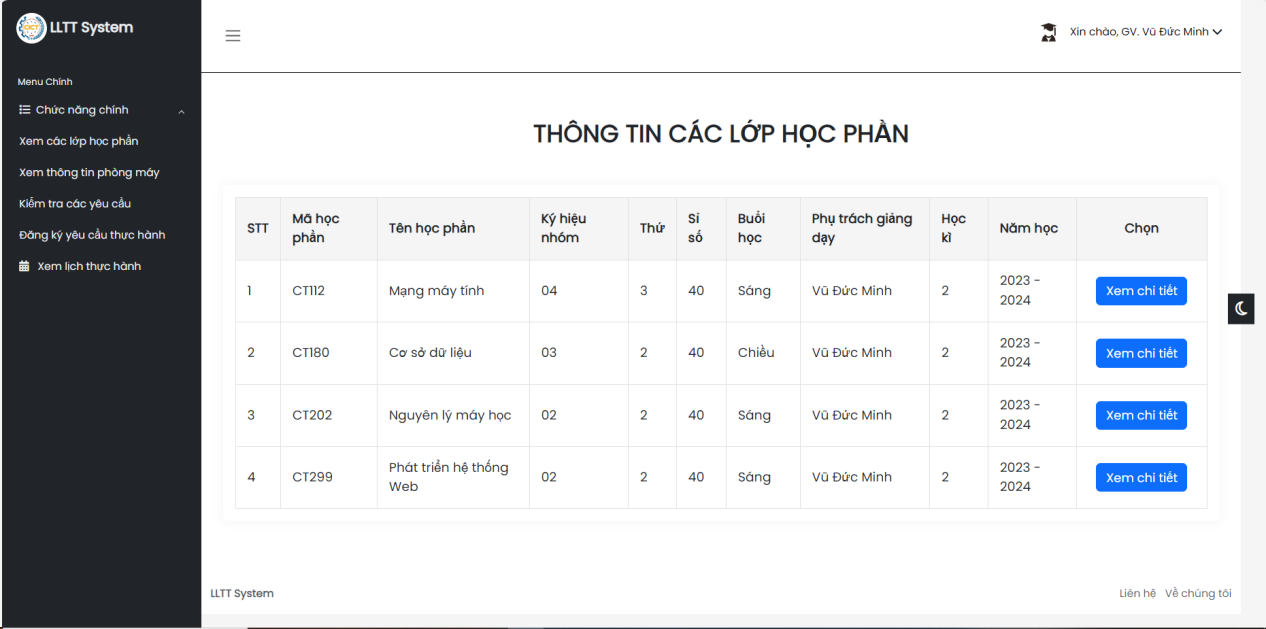 LLTT System
Xin chào, GV. Vũ Đức Minh
Menu Chính
Chức năng chính
Xem các lớp học phần
Xem thông tin phòng máy
Kiểm tra các yêu cầu
Đăng ký yêu cầu thực hành
Xem lịch thực hành
THÔNG TIN CÁC LỚP HỌC PHẦN
STT Mã học phần Tên học phần Ký hiệu nhóm Thứ Sỉ số Buổi học Phụ trách giảng dạy Học kì Năm học Chọn
1 CT112 Mạng máy tính 04 3 40 Sáng Vũ Đức Minh 2 2023 - 2024 Xem chi tiết
2 CT180 Cơ sở dữ liệu 03 2 40 Chiều Vũ Đức Minh 2 2023 - 2024 Xem chi tiết
3 CT202 Nguyên lý máy học 02 2 40 Sáng Vũ Đức Minh 2 2023 - 2024 Xem chi tiết
4 CT299 Phát triển hệ thống Web 02 2 40 Sáng Vũ Đức Minh 2 2023 - 2024 Xem chi tiết
LLTT System
Liên hệ Về chúng tôi